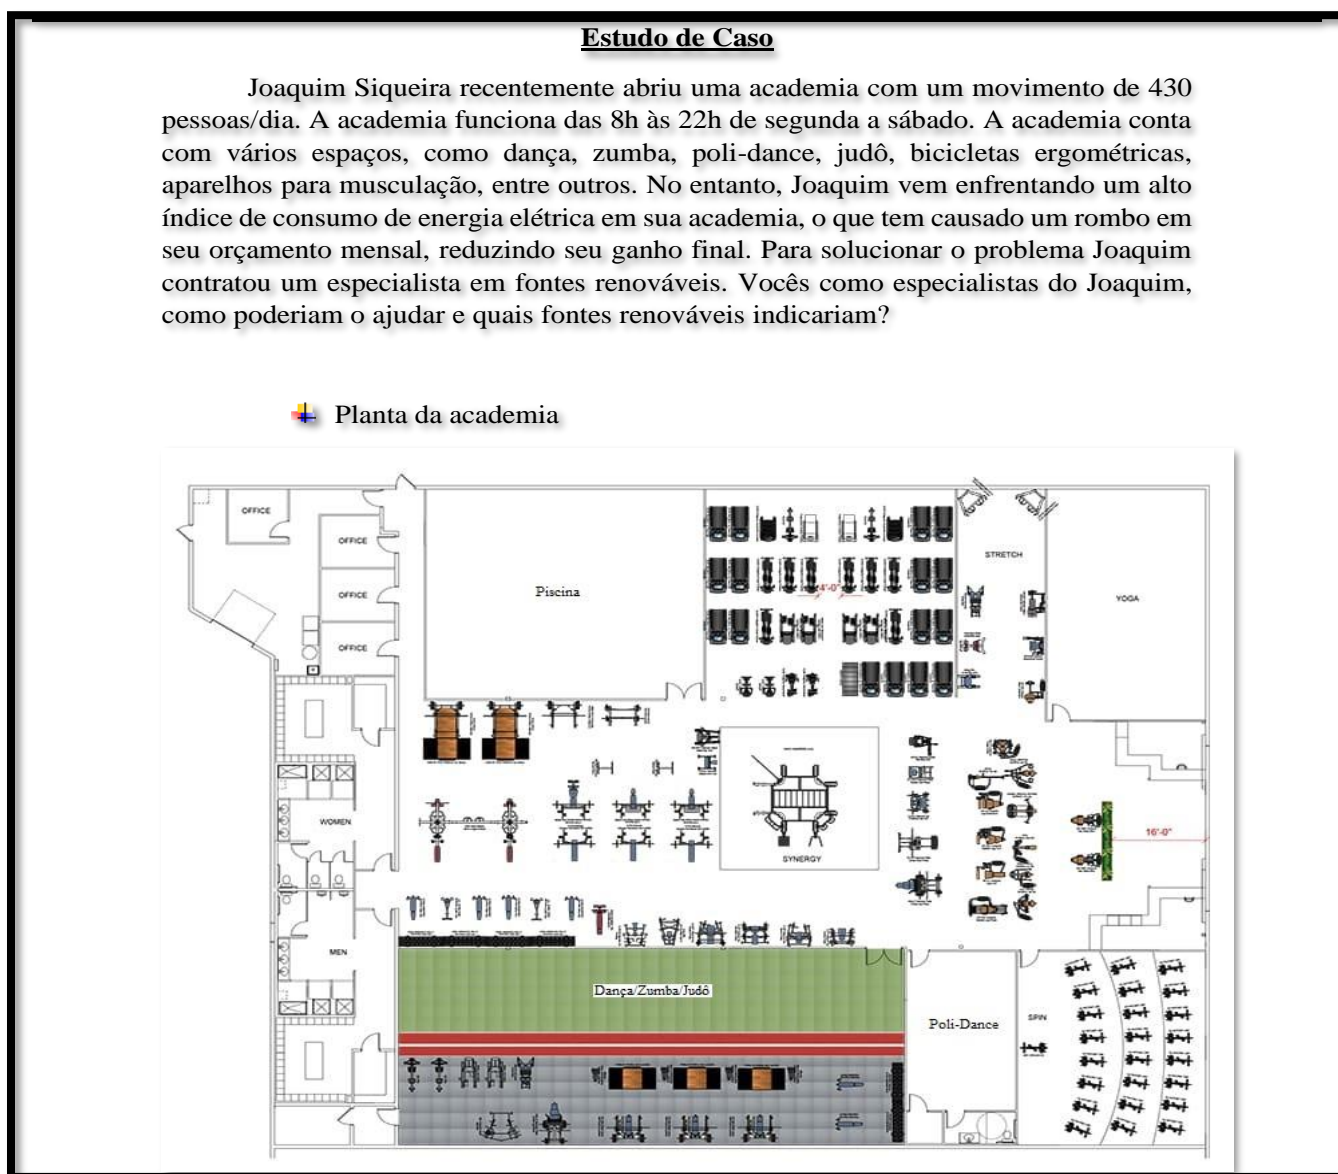 Estudo de Caso
Joaquim Siqueira recentemente abriu uma academia com um movimento de 430
pessoas/dia. A academia funciona das 8h às 22h de segunda a sábado. A academia conta
com vários espaços, como dança, zumba, poli-dance, judô, bicicletas ergométricas,
aparelhos para musculação, entre outros. No entanto, Joaquim vem enfrentando um alto
índice de consumo de energia elétrica em sua academia, o que tem causado um rombo em
seu orçamento mensal, reduzindo seu ganho final. Para solucionar o problema Joaquim
contratou um especialista em fontes renováveis. Vocês como especialistas do Joaquim,
como poderiam o ajudar e quais fontes renováveis indicariam?
Planta da academia
OFFICE
OFFICE
OFFICE
OFFICE
Piscina
4'-0"
STRETCH
YOGA
WOMEN
SYNERGY
16'-0"
MEN
Dança/Zumba/Judô
Poli-Dance
SPIN